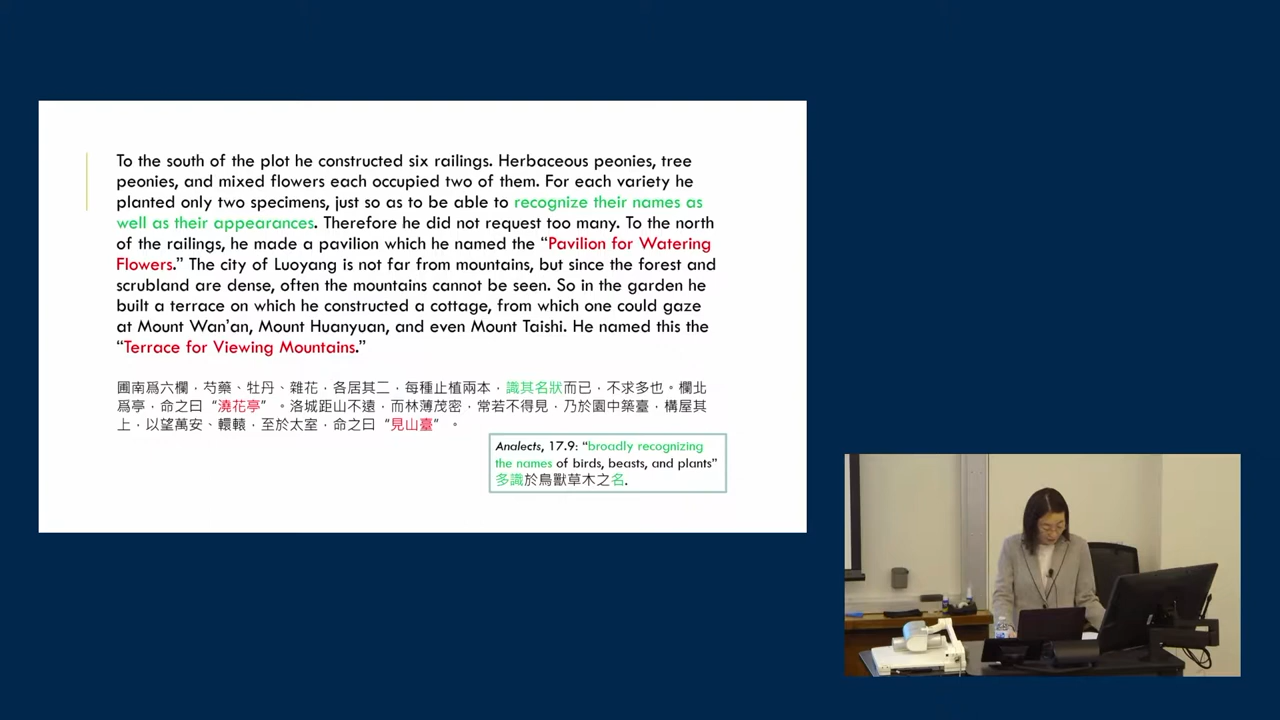 To the south of the plot he constructed six railings. Herbaceous peonies, tree
peonies, and mixed flowers each occupied two of them. For each variety he
planted only two specimens, just so as to be able to recognize their names as
well as their appearances. Therefore he did not request too many. To the north
of the railings, he made a pavilion which he named the “Pavilion for Watering
Flowers.” The city of Luoyang is not far from mountains, but since the forest and
scrubland are dense, often the mountains cannot be seen. So in the garden he
built a terrace on which he constructed a cottage, from which one could gaze
at Mount Wan’an, Mount Huanyuan, and even Mount Taishi. He named this the
“Terrace for Viewing Mountains.”
圃南爲六欄，芍藥、牡丹、雜花，各居其二，每種止植兩本，識其名狀而已，不求多也。欄北
爲亭，命之曰“澆花亭”。洛城距山不遠，而林薄茂密，常若不得見，乃於園中築臺，構屋其
上，以望萬安、轘轅，至於太室，命之曰“見山臺”。
Analects, 17.9: “broadly recognizing
the names of birds, beasts, and plants”
多識於鳥獸草木之名.